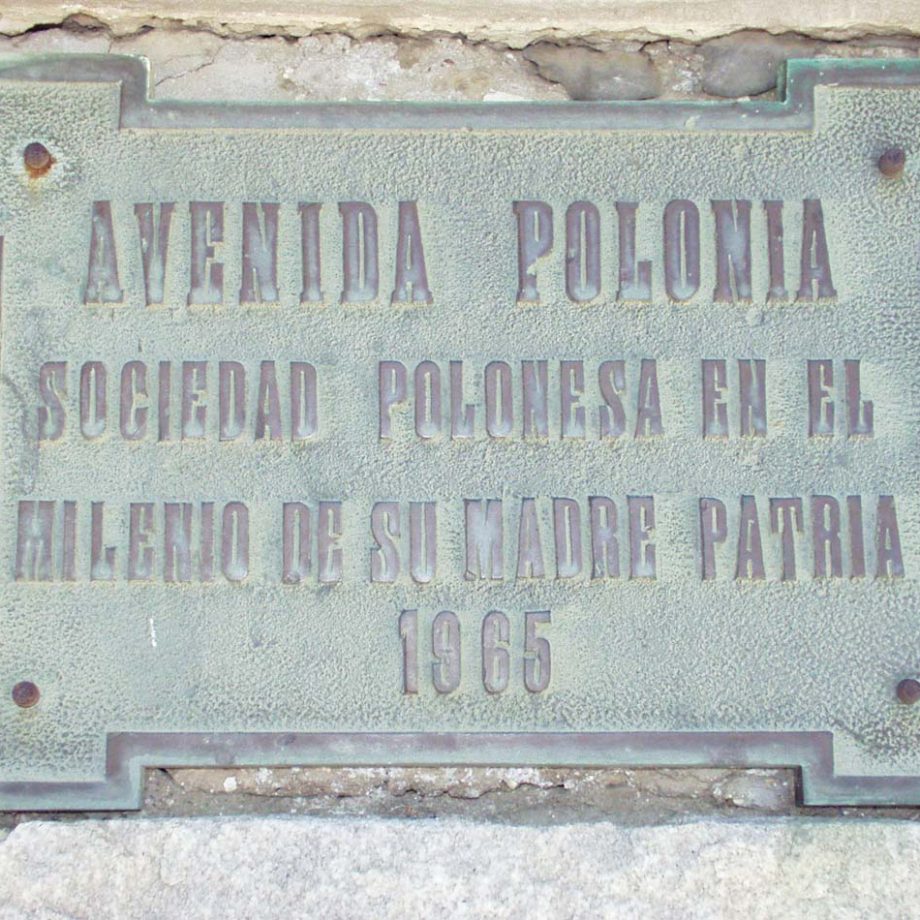 AVENIDA POLONIA
SOCIEDAD POLONESA EN EL
MILENIO DE SU MADRE PATRIA
1965